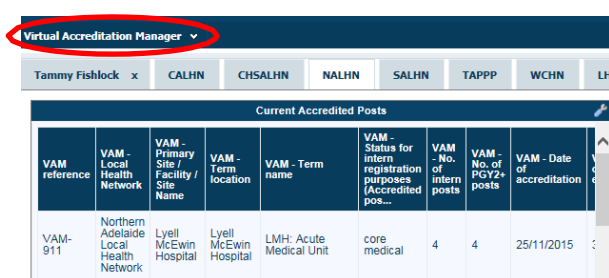 Virtual Accreditation Manager
Tammy Fishlock x CALHN CHSALHN NALHN SALHN TAPPP WCHN LH
Current Accredited Posts
VAM reference
VAM - Local Health Network
VAM - Primary Site / Facility / Site Name
VAM - Term location
VAM - Term name
VAM - Status for intern registration purposes (Accredited pos...
VAM - No. of intern posts
VAM - No. of PGY2+ posts
VAM - Date of accreditation
VAM-911
Northern Adelaide Local Health Network
Lyell McEwin Hospital
Lyell McEwin Hospital
LMH: Acute Medical Unit
core medical
4
4
25/11/2015